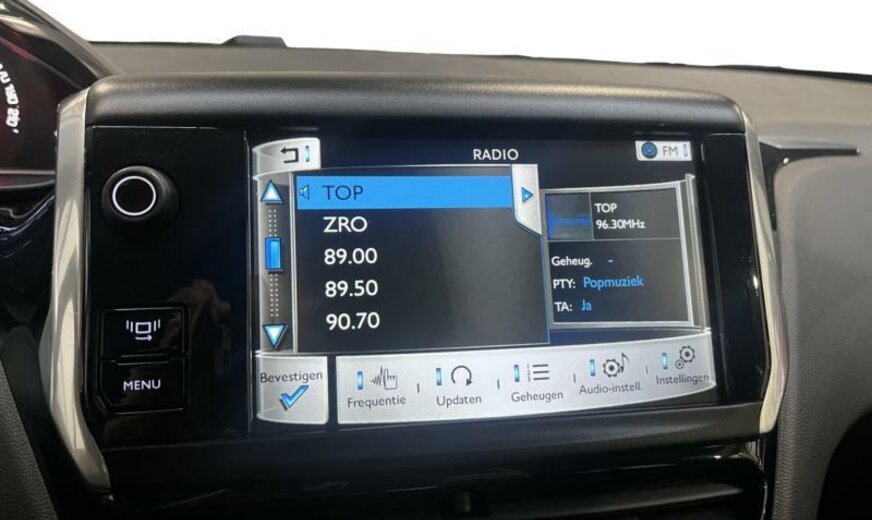 RADIO
FM
TOP
ZRO
89.00
89.50
90.70
TOP
96.30MHz
Geheug. -
PTY: Popmuziek
TA: Ja
MENU
Bevestigen
Frequentie
Updaten
Geheugen
Audio-instell.
Instellingen